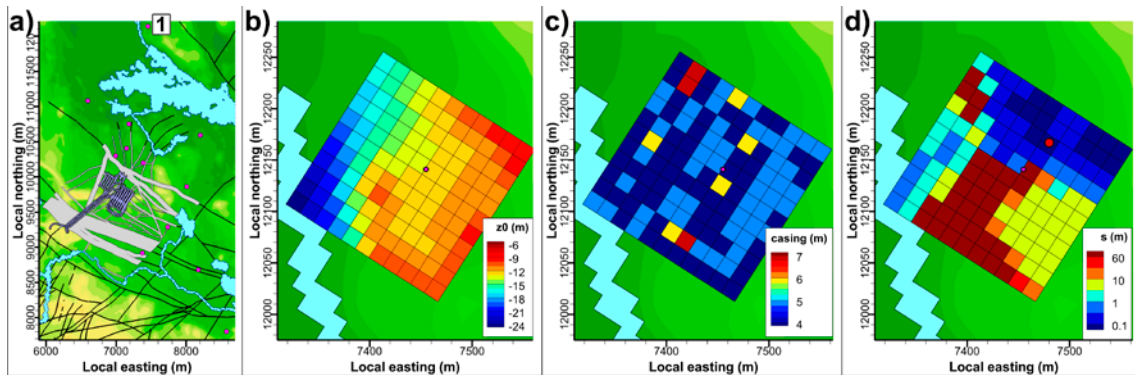 a)
1
Local northing (m)
12000
11500
11000
10500
10000
9500
9000
8500
8000
6000 7000 8000
Local easting (m)
b)
Local northing (m)
12250
12200
12150
12100
12050
12000
z0 (m)
-6
-9
-12
-15
-18
-21
-24
7400 7500
Local easting (m)
c)
Local northing (m)
12250
12200
12150
12100
12050
12000
casing (m)
7
6
5
4
7400 7500
Local easting (m)
d)
Local northing (m)
12250
12200
12150
12100
12050
12000
s (m)
60
10
1
0.1
7400 7500
Local easting (m)